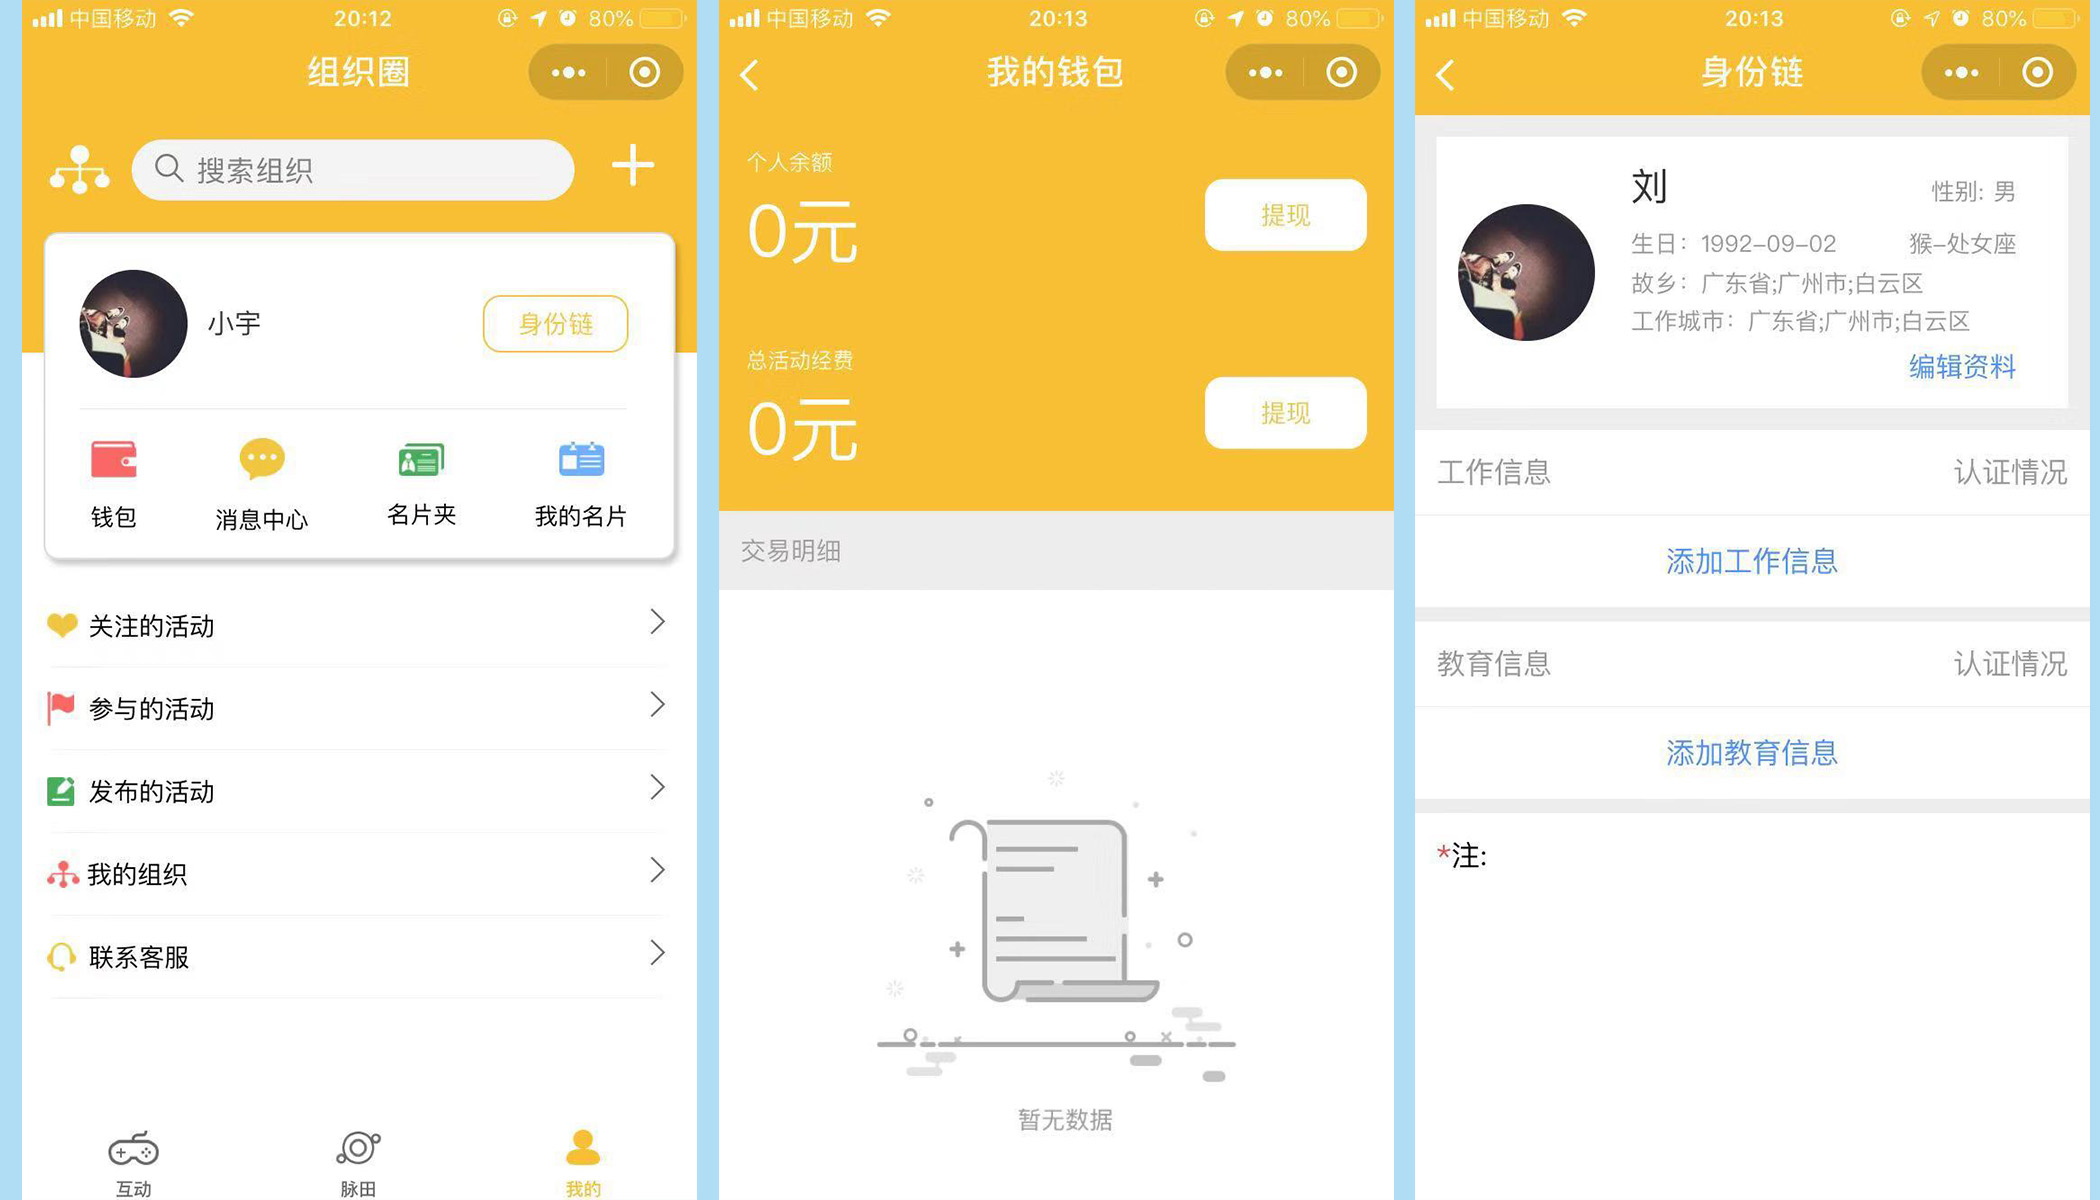 中国移动 20:12 80%
组织圈
搜索组织
小宇
身份链
钱包 消息中心 名片夹 我的名片
关注的活动
参与的活动
发布的活动
我的组织
联系客服
互动 脉田 我的
中国移动 20:13 80%
我的钱包
个人余额
0元
提现
总活动经费
0元
提现
交易明细
暂无数据
中国移动 20:13 80%
身份链
刘 性别: 男
生日: 1992-09-02 猴-处女座
故乡: 广东省;广州市;白云区
工作城市: 广东省;广州市;白云区
编辑资料
工作信息 认证情况
添加工作信息
教育信息 认证情况
添加教育信息
*注: